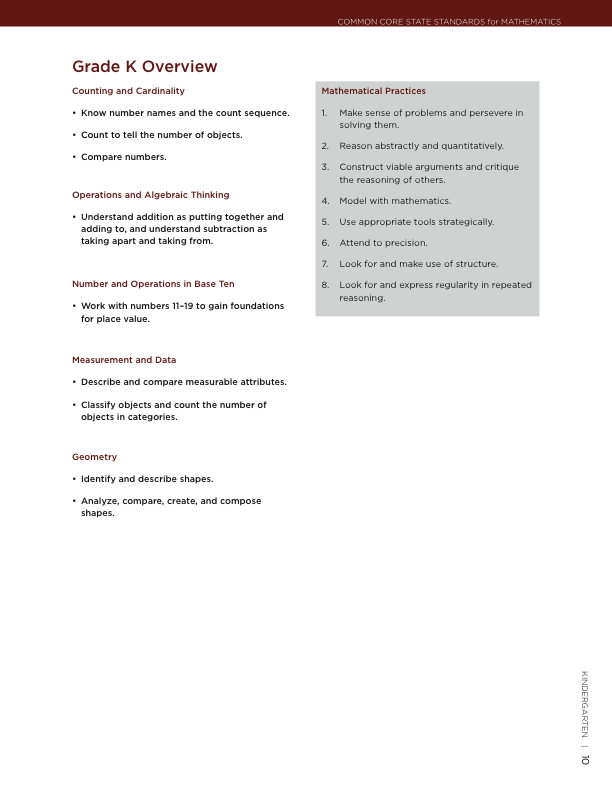 COMMON CORE STATE STANDARDS for MATHEMATICS
Grade K Overview
Counting and Cardinality
• Know number names and the count sequence.
• Count to tell the number of objects.
• Compare numbers.
Operations and Algebraic Thinking
• Understand addition as putting together and
adding to, and understand subtraction as
taking apart and taking from.
Number and Operations in Base Ten
• Work with numbers 11–19 to gain foundations
for place value.
Measurement and Data
• Describe and compare measurable attributes.
• Classify objects and count the number of
objects in categories.
Geometry
• Identify and describe shapes.
• Analyze, compare, create, and compose
shapes.
Mathematical Practices
1. Make sense of problems and persevere in
solving them.
2. Reason abstractly and quantitatively.
3. Construct viable arguments and critique
the reasoning of others.
4. Model with mathematics.
5. Use appropriate tools strategically.
6. Attend to precision.
7. Look for and make use of structure.
8. Look for and express regularity in repeated
reasoning.
KINDERGARTEN | 10